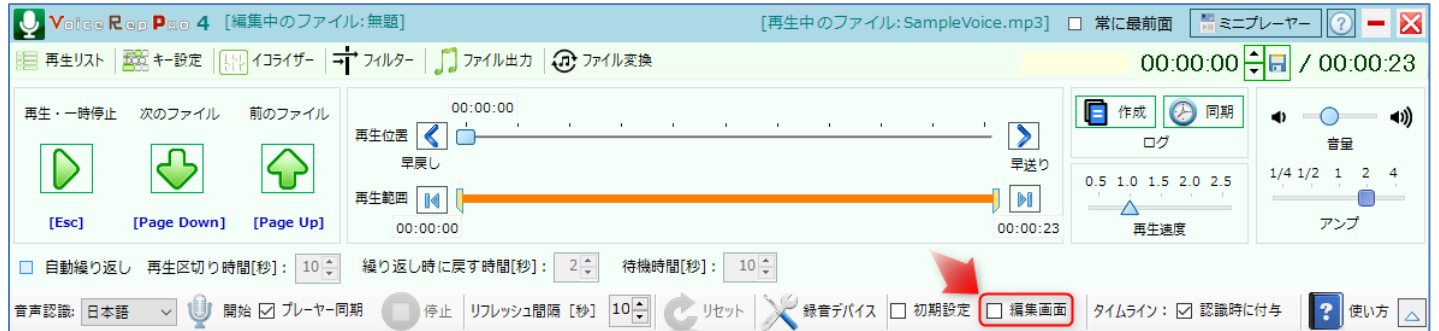 Voice Rep Pro 4 [編集中のファイル:無題] [再生中のファイル:SampleVoice.mp3] 常に最前面 ミニプレーヤー ?
再生リスト キー設定 イコライザー フィルター ファイル出力 ファイル変換 00:00:00 / 00:00:23
再生・一時停止 次のファイル 前のファイル
[Esc] [Page Down] [Page Up]
00:00:00
再生位置
早戻し 早送り
再生範囲
00:00:00 00:00:23
作成 同期
ログ
0.5 1.0 1.5 2.0 2.5
再生速度
音量
1/4 1/2 1 2 4
アンプ
自動繰り返し 再生区切り時間[秒]: 10 繰り返し時に戻す時間[秒]: 2 待機時間[秒]: 10
音声認識: 日本語 開始 プレーヤー同期 停止 リフレッシュ間隔 [秒] 10 リセット 録音デバイス 初期設定 編集画面 タイムライン: 認識時に付与 ? 使い方